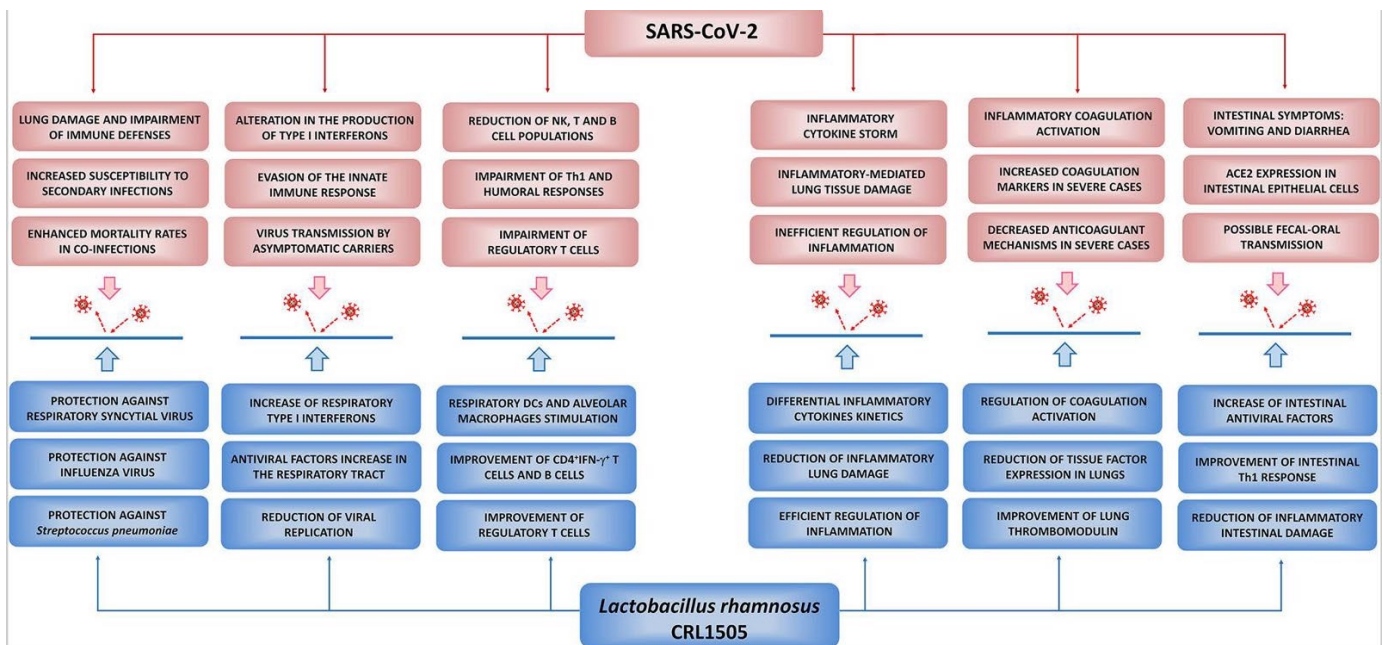 SARS-CoV-2
LUNG DAMAGE AND IMPAIRMENT
OF IMMUNE DEFENSES
INCREASED SUSCEPTIBILITY TO
SECONDARY INFECTIONS
ENHANCED MORTALITY RATES
IN CO-INFECTIONS
ALTERATION IN THE PRODUCTION
OF TYPE I INTERFERONS
EVASION OF THE INNATE
IMMUNE RESPONSE
VIRUS TRANSMISSION BY
ASYMPTOMATIC CARRIERS
REDUCTION OF NK, T AND B
CELL POPULATIONS
IMPAIRMENT OF Th1 AND
HUMORAL RESPONSES
IMPAIRMENT OF
REGULATORY T CELLS
INFLAMMATORY
CYTOKINE STORM
INFLAMMATORY-MEDIATED
LUNG TISSUE DAMAGE
INEFFICIENT REGULATION OF
INFLAMMATION
INFLAMMATORY COAGULATION
ACTIVATION
INCREASED COAGULATION
MARKERS IN SEVERE CASES
DECREASED ANTICOAGULANT
MECHANISMS IN SEVERE CASES
INTESTINAL SYMPTOMS:
VOMITING AND DIARRHEA
ACE2 EXPRESSION IN
INTESTINAL EPITHELIAL CELLS
POSSIBLE FECAL-ORAL
TRANSMISSION
PROTECTION AGAINST
RESPIRATORY SYNCYTIAL VIRUS
PROTECTION AGAINST
INFLUENZA VIRUS
PROTECTION AGAINST
Streptococcus pneumoniae
INCREASE OF RESPIRATORY
TYPE I INTERFERONS
ANTIVIRAL FACTORS INCREASE IN
THE RESPIRATORY TRACT
REDUCTION OF VIRAL
REPLICATION
RESPIRATORY DCs AND ALVEOLAR
MACROPHAGES STIMULATION
IMPROVEMENT OF CD4⁺IFN-γ⁺ T
CELLS AND B CELLS
IMPROVEMENT OF
REGULATORY T CELLS
DIFFERENTIAL INFLAMMATORY
CYTOKINES KINETICS
REDUCTION OF INFLAMMATORY
LUNG DAMAGE
EFFICIENT REGULATION OF
INFLAMMATION
REGULATION OF COAGULATION
ACTIVATION
REDUCTION OF TISSUE FACTOR
EXPRESSION IN LUNGS
IMPROVEMENT OF LUNG
THROMBOMODULIN
INCREASE OF INTESTINAL
ANTIVIRAL FACTORS
IMPROVEMENT OF INTESTINAL
Th1 RESPONSE
REDUCTION OF INFLAMMATORY
INTESTINAL DAMAGE
Lactobacillus rhamnosus
CRL1505